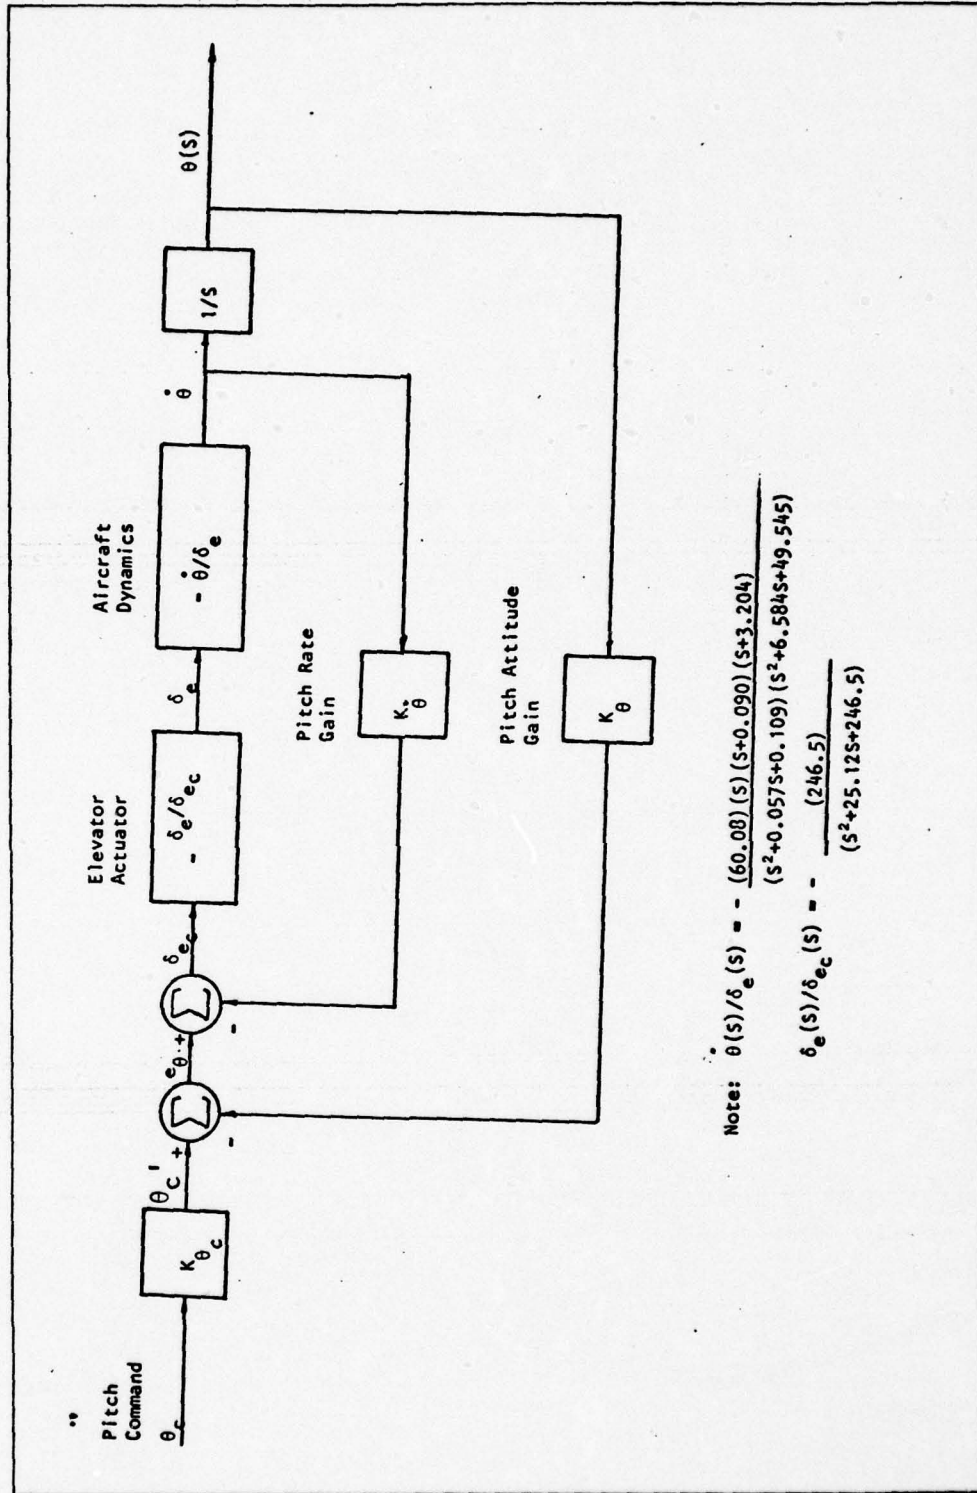 Pitch
Command
θc
Kθc
θc'
+
-
Σ
eθ
+
-
Σ
δec
Elevator
Actuator
- δe/δec
δe
Aircraft
Dynamics
- θ̇/δe
θ̇
1/S
θ(S)
Pitch Rate
Gain
Kθ̇
Pitch Attitude
Gain
Kθ
Note: θ̇(S)/δe(S) = - (60.08)(S)(S+0.090)(S+3.204)
(S²+0.057S+0.109)(S²+6.584S+49.545)
δe(S)/δec(S) = - (246.5)
(S²+25.12S+246.5)